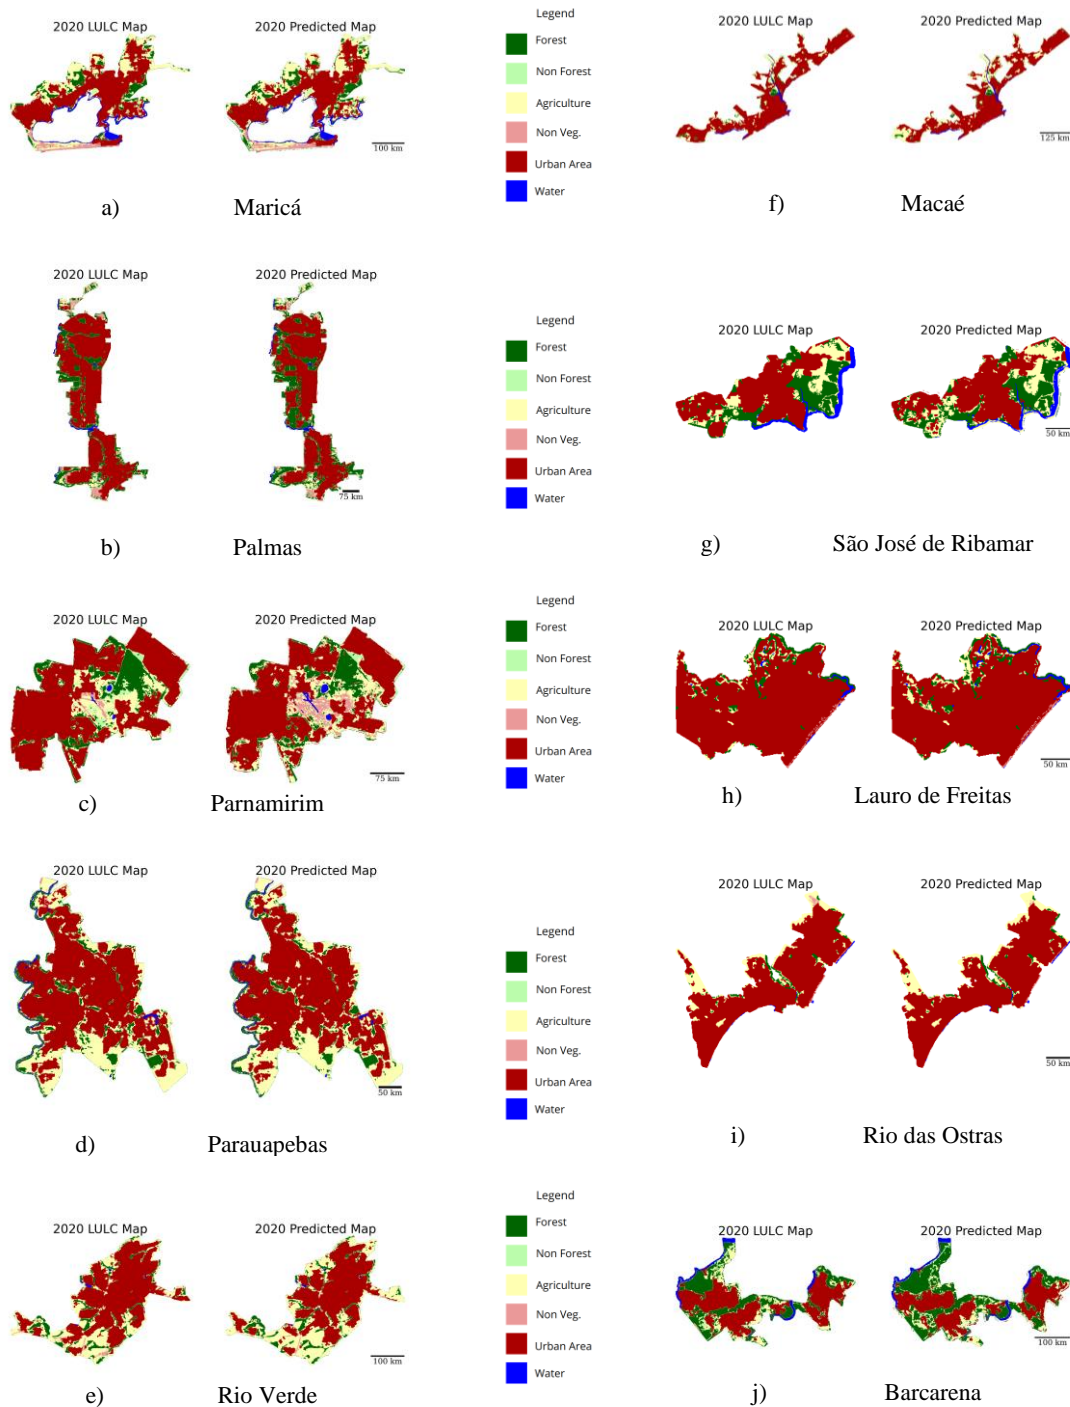 2020 LULC Map
2020 Predicted Map
100 km
a) Maricá
Legend
Forest
Non Forest
Agriculture
Non Veg.
Urban Area
Water
2020 LULC Map
2020 Predicted Map
125 km
f) Macaé
2020 LULC Map
2020 Predicted Map
75 km
b) Palmas
Legend
Forest
Non Forest
Agriculture
Non Veg.
Urban Area
Water
2020 LULC Map
2020 Predicted Map
50 km
g) São José de Ribamar
2020 LULC Map
2020 Predicted Map
75 km
c) Parnamirim
Legend
Forest
Non Forest
Agriculture
Non Veg.
Urban Area
Water
2020 LULC Map
2020 Predicted Map
50 km
h) Lauro de Freitas
2020 LULC Map
2020 Predicted Map
50 km
d) Parauapebas
Legend
Forest
Non Forest
Agriculture
Non Veg.
Urban Area
Water
2020 LULC Map
2020 Predicted Map
50 km
i) Rio das Ostras
2020 LULC Map
2020 Predicted Map
100 km
e) Rio Verde
Legend
Forest
Non Forest
Agriculture
Non Veg.
Urban Area
Water
2020 LULC Map
2020 Predicted Map
100 km
j) Barcarena